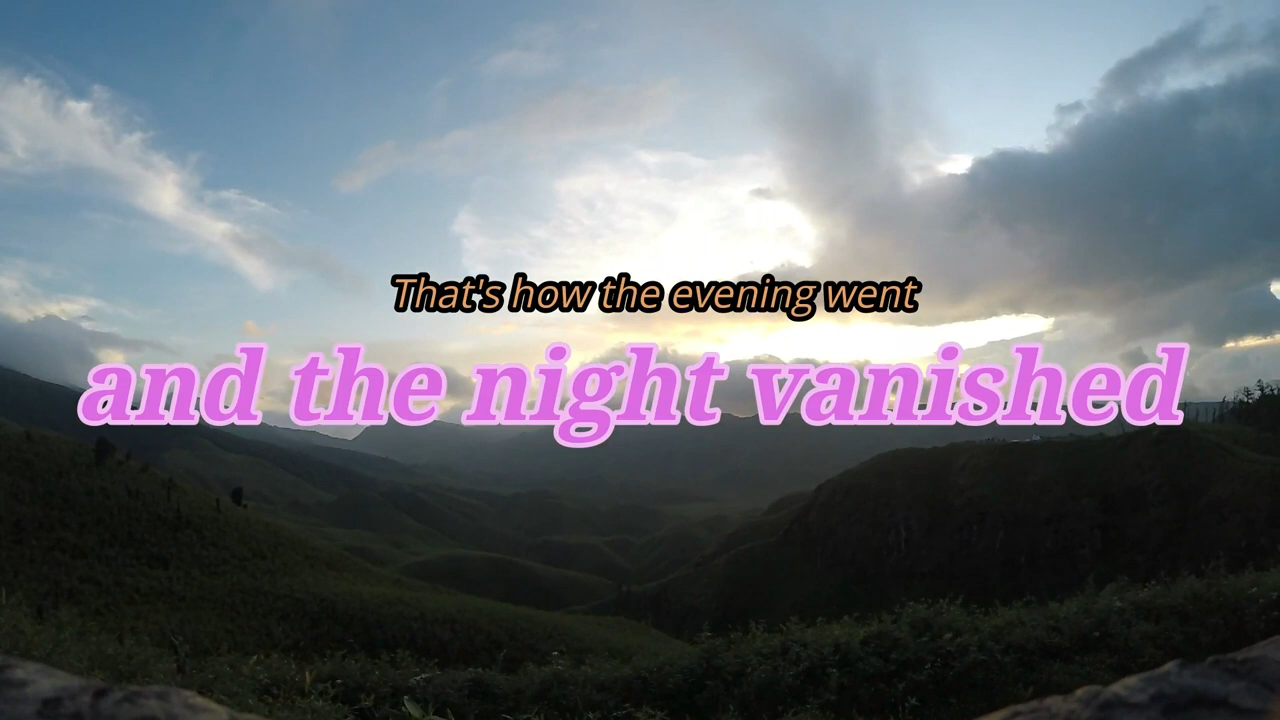 That's how the evening went
and the night vanished